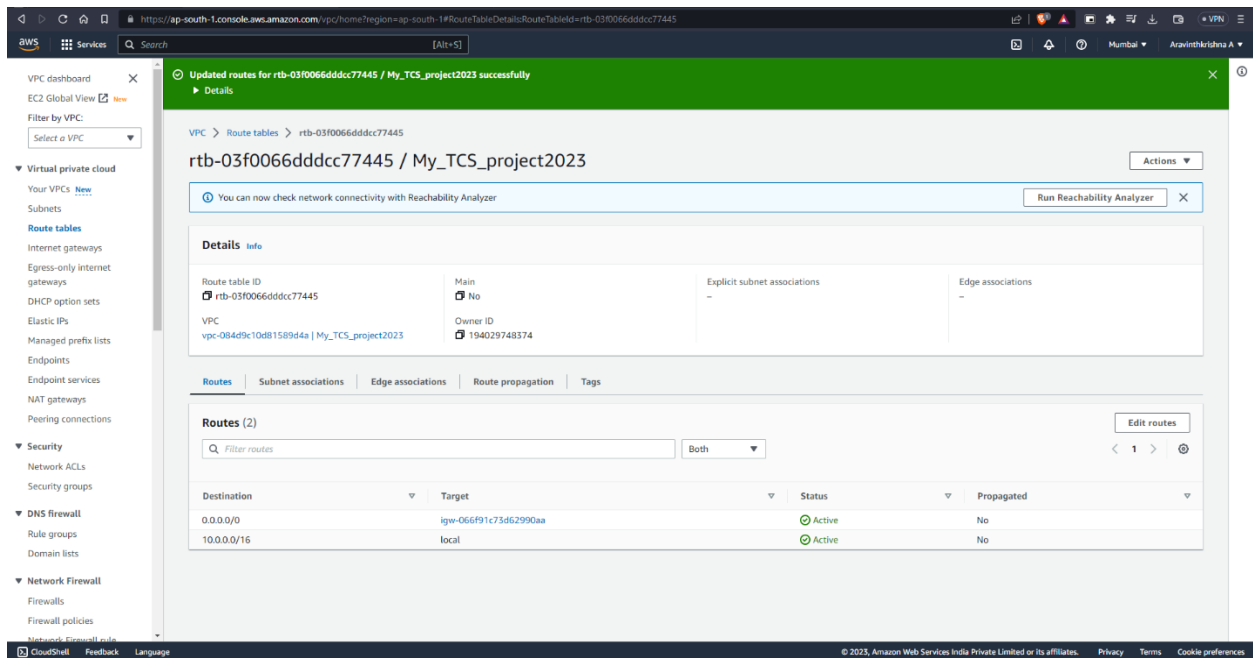 https://ap-south-1.console.aws.amazon.com/vpc/home?region=ap-south-1#RouteTableDetails:RouteTableId=rtb-03f0066dddcc77445
VPN
aws
Services
Search
[Alt+S]
Mumbai
Aravinthkrishna A
VPC dashboard
EC2 Global View New
Filter by VPC:
Select a VPC
Virtual private cloud
Your VPCs New
Subnets
Route tables
Internet gateways
Egress-only internet
gateways
DHCP option sets
Elastic IPs
Managed prefix lists
Endpoints
Endpoint services
NAT gateways
Peering connections
Security
Network ACLs
Security groups
DNS firewall
Rule groups
Domain lists
Network Firewall
Firewalls
Firewall policies
Network Firewall rule
Updated routes for rtb-03f0066dddcc77445 / My_TCS_project2023 successfully
Details
VPC > Route tables > rtb-03f0066dddcc77445
rtb-03f0066dddcc77445 / My_TCS_project2023
Actions
You can now check network connectivity with Reachability Analyzer
Run Reachability Analyzer
Details Info
Route table ID
rtb-03f0066dddcc77445
Main
No
Explicit subnet associations
–
Edge associations
–
VPC
vpc-084d9c10d81589d4a | My_TCS_project2023
Owner ID
194029748374
Routes
Subnet associations
Edge associations
Route propagation
Tags
Routes (2)
Edit routes
Filter routes
Both
1
Destination Target Status Propagated
0.0.0.0/0 igw-066f91c73d62990aa Active No
10.0.0.0/16 local Active No
CloudShell Feedback Language
© 2023, Amazon Web Services India Private Limited or its affiliates. Privacy Terms Cookie preferences